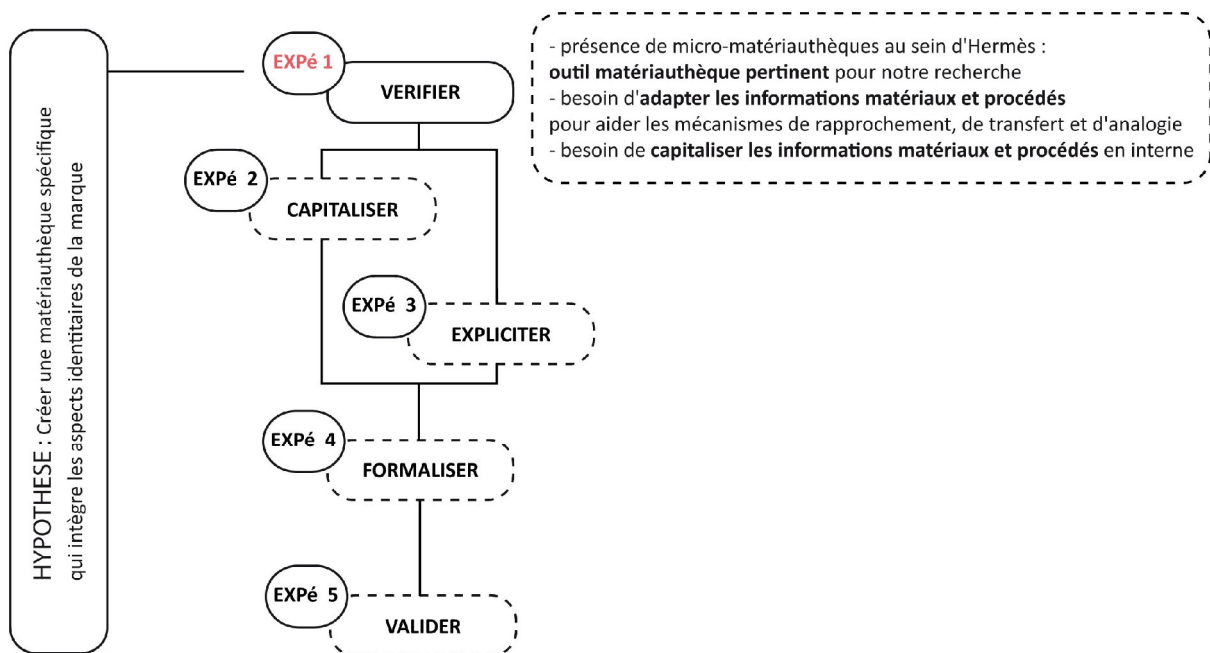 HYPOTHESE : Créer une matériauthèque spécifique
qui intègre les aspects identitaires de la marque
EXPé 1
VERIFIER
- présence de micro-matériauthèques au sein d'Hermès :
outil matériauthèque pertinent pour notre recherche
- besoin d'adapter les informations matériaux et procédés
pour aider les mécanismes de rapprochement, de transfert et d'analogie
- besoin de capitaliser les informations matériaux et procédés en interne
EXPé 2
CAPITALISER
EXPé 3
EXPLICITER
EXPé 4
FORMALISER
EXPé 5
VALIDER